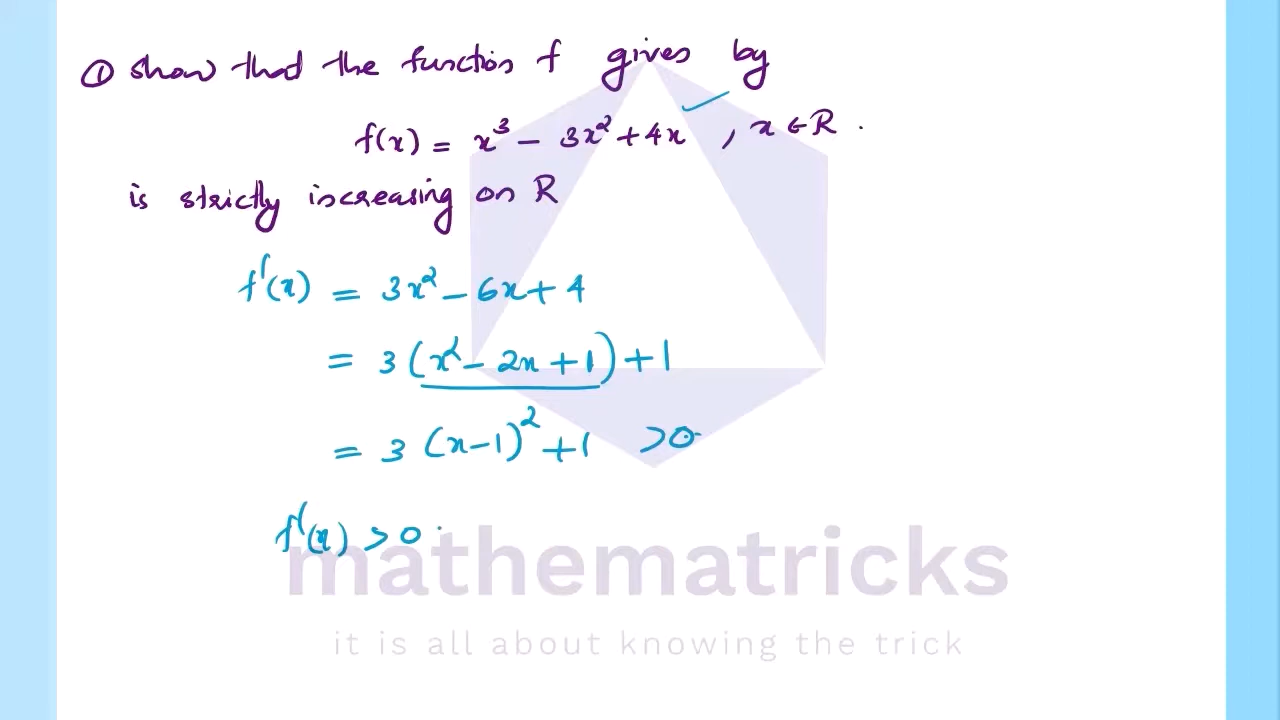 ① show that the function f given by
f(x) = x³ - 3x² + 4x , x ∈ R .
is strictly increasing on R
f'(x) = 3x² - 6x + 4
= 3 (x² - 2x + 1) + 1
= 3 (x-1)² + 1 >0
f'(x) > 0
mathematricks
it is all about knowing the trick